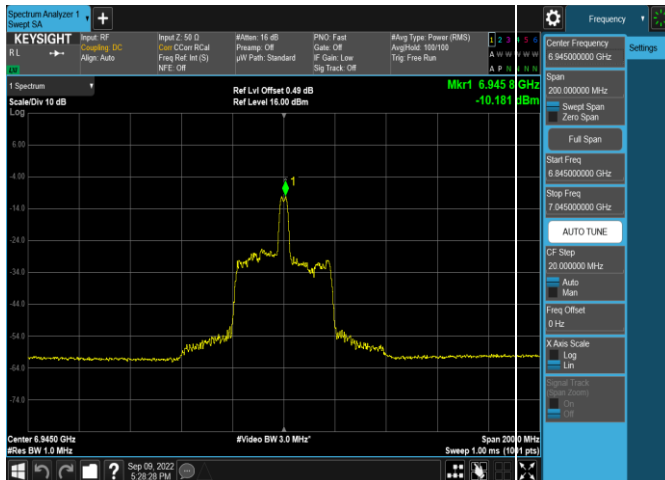 Spectrum Analyzer 1
Swept SA
+
Frequency
KEYSIGHT
R L
Input: RF
Coupling: DC
Align: Auto
Input Z: 50 Ω
Corr CCorr RCal
Freq Ref: Int (S)
NFE: Off
#Atten: 16 dB
Preamp: Off
µW Path: Standard
PNO: Fast
Gate: Off
IF Gain: Low
Sig Track: Off
#Avg Type: Power (RMS)
Avg|Hold: 100/100
Trig: Free Run
1 2 3 4 5 6
A W W W W W
A P N N N N
1 Spectrum
Scale/Div 10 dB
Log
Ref Lvl Offset 0.49 dB
Ref Level 16.00 dBm
Mkr1 6.945 8 GHz
-10.181 dBm
6.00
-4.00
-14.0
-24.0
-34.0
-44.0
-54.0
-64.0
-74.0
1
Center 6.9450 GHz
#Res BW 1.0 MHz
#Video BW 3.0 MHz*
Span 200.0 MHz
Sweep 1.00 ms (1001 pts)
Sep 09, 2022
5:28:28 PM
Center Frequency
6.945000000 GHz
Settings
Span
200.000000 MHz
Swept Span
Zero Span
Full Span
Start Freq
6.845000000 GHz
Stop Freq
7.045000000 GHz
AUTO TUNE
CF Step
20.000000 MHz
Auto
Man
Freq Offset
0 Hz
X Axis Scale
Log
Lin
Signal Track
(Span Zoom)
On
Off